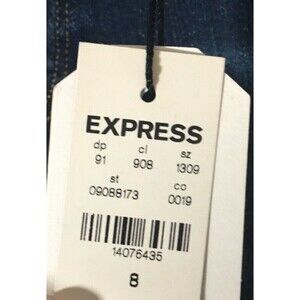 EXPRESS
dp cl sz
91 908 1309
st co
09088173 0019
14076435
8